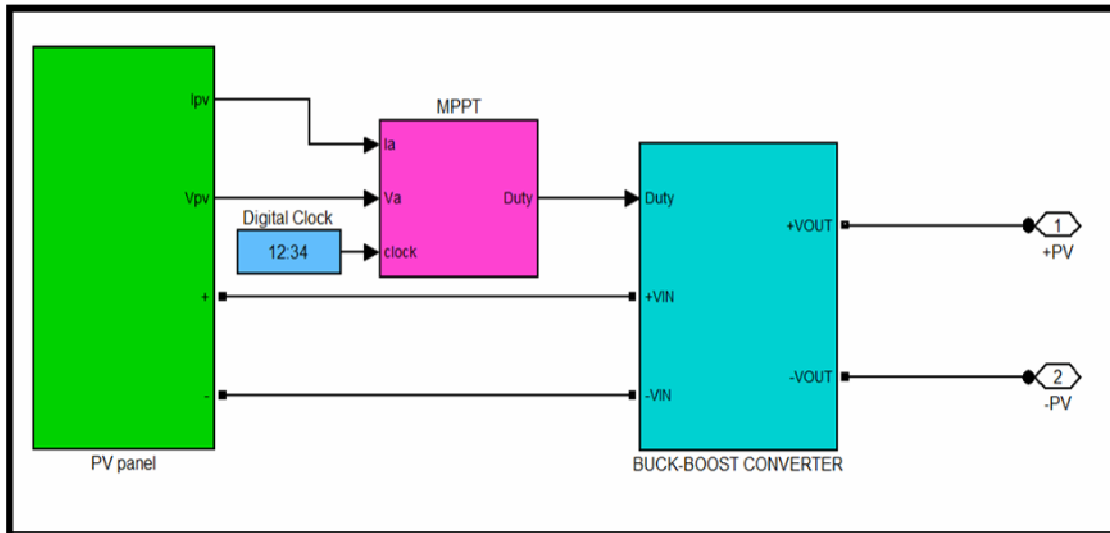 Ipv
MPPT
Ia
Vpv
Va
Duty
Duty
Digital Clock
12:34
clock
+VOUT
1
+PV
+
+VIN
-
-VIN
-VOUT
2
-PV
PV panel
BUCK-BOOST CONVERTER